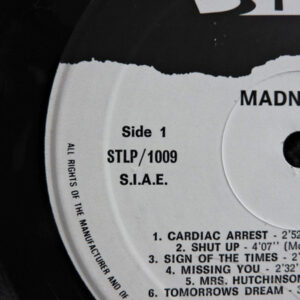 MADN
Side 1
STLP/1009
S.I.A.E.
1. CARDIAC ARREST - 2'52
2. SHUT UP - 4'07" (Mc
3. SIGN OF THE TIMES - 2'
4. MISSING YOU - 2'32"
5. MRS. HUTCHINSON
6. TOMORROWS DREAM -
ALL RIGHTS OF THE MANUFACTURER AND OF